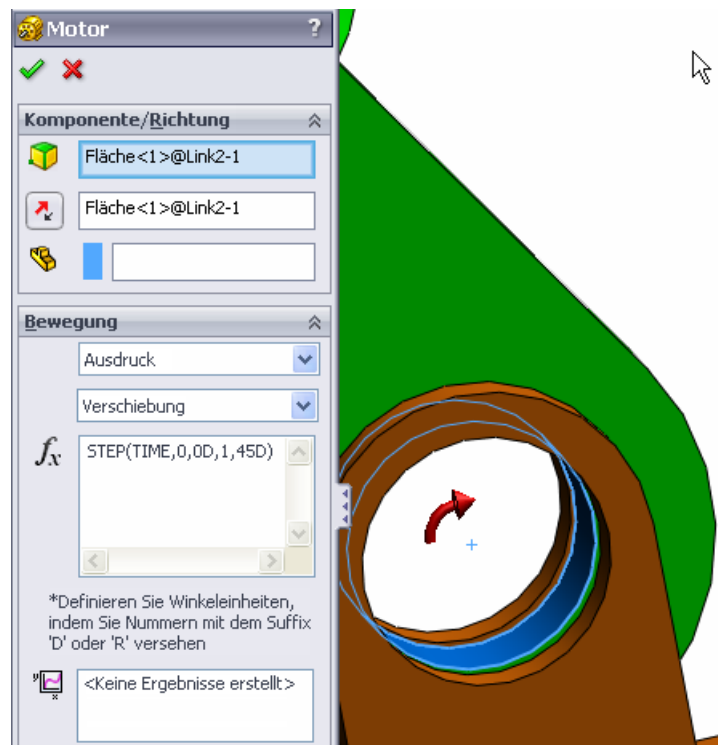 Motor ?
Komponente/Richtung
Fläche<1>@Link2-1
Fläche<1>@Link2-1
Bewegung
Ausdruck
Verschiebung
fx
STEP(TIME,0,0D,1,45D)
*Definieren Sie Winkeleinheiten,
indem Sie Nummern mit dem Suffix
'D' oder 'R' versehen
<Keine Ergebnisse erstellt>